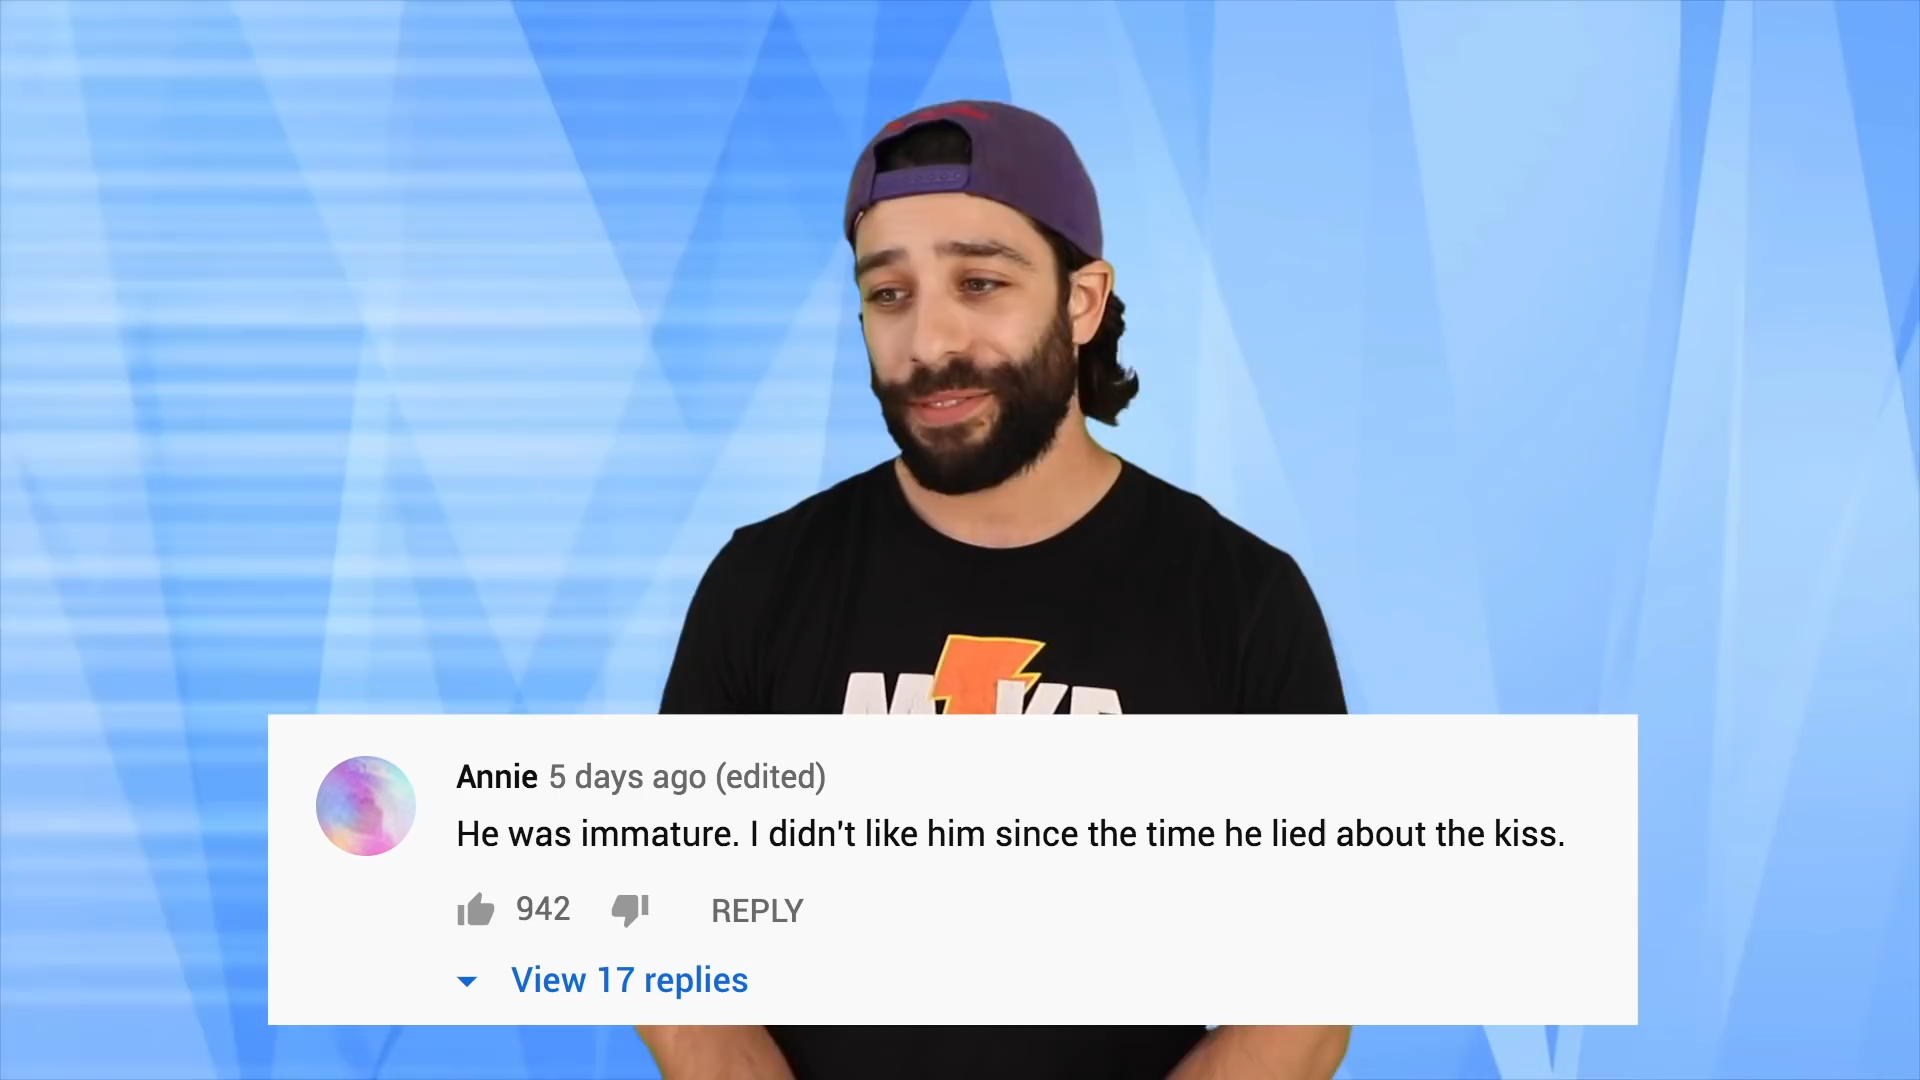 Annie 5 days ago (edited)
He was immature. I didn't like him since the time he lied about the kiss.
942 REPLY
View 17 replies